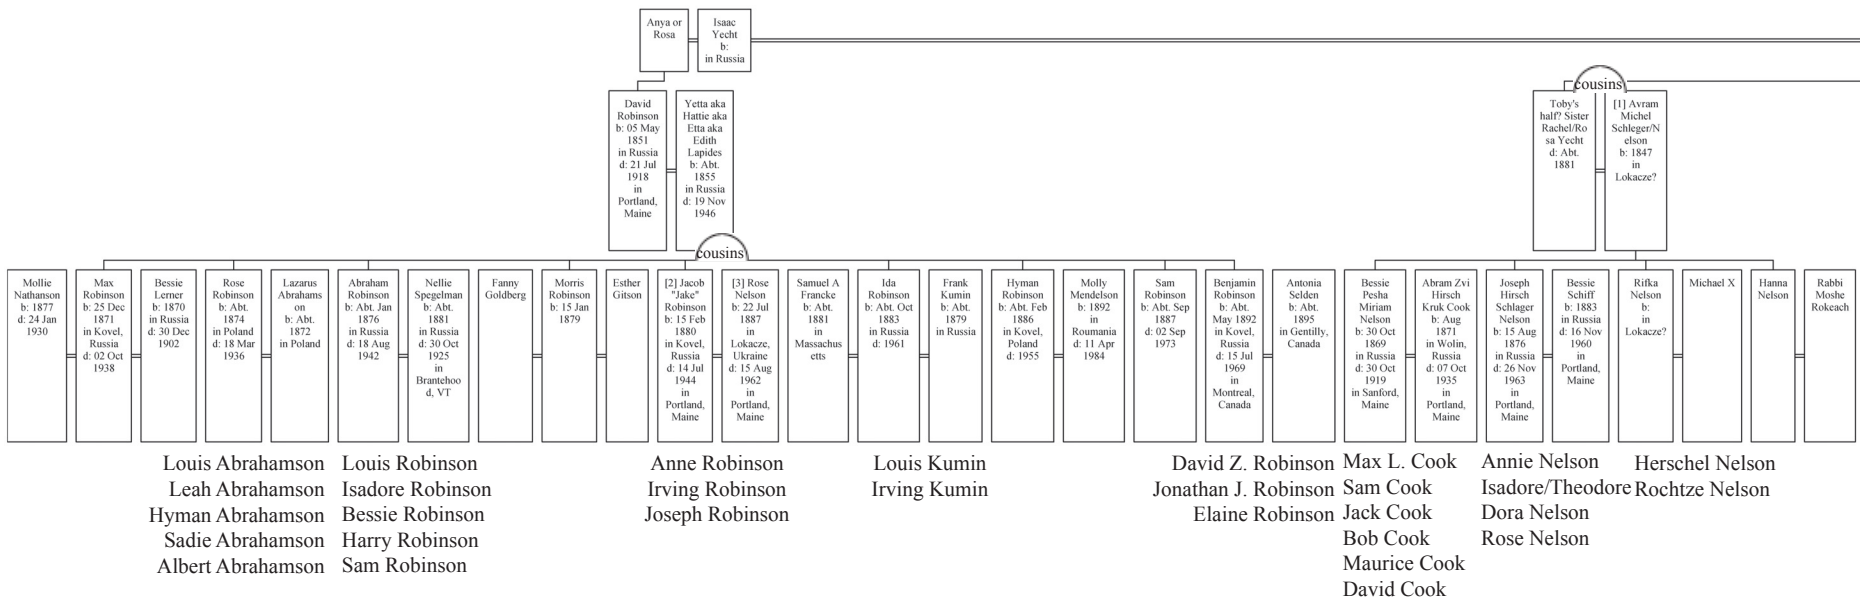 Anya or
Rosa
Isaac
Yecht
b:
in Russia
cousins
David
Robinson
b: 05 May
1851
in Russia
d: 21 Jul
1918
in
Portland,
Maine
Yetta aka
Hattie aka
Etta aka
Edith
Lapides
b: Abt.
1855
in Russia
d: 19 Nov
1946
Toby's
half? Sister
Rachel/Ro
sa Yecht
d: Abt.
1881
[1] Avram
Michel
Schleger/N
elson
b: 1847
in
Lokacze?
cousins
Mollie
Nathanson
b: 1877
d: 24 Jan
1930
Max
Robinson
b: 25 Dec
1871
in Kovel,
Russia
d: 02 Oct
1938
Bessie
Lerner
b: 1870
in Russia
d: 30 Dec
1902
Rose
Robinson
b: Abt.
1874
in Poland
d: 18 Mar
1936
Lazarus
Abrahams
on
b: Abt.
1872
in Poland
Abraham
Robinson
b: Abt. Jan
1876
in Russia
d: 18 Aug
1942
Nellie
Spegelman
b: Abt.
1881
in Russia
d: 30 Oct
1925
in
Brantehoo
d, VT
Fanny
Goldberg
Morris
Robinson
b: 15 Jan
1879
Esther
Gitson
[2] Jacob
"Jake"
Robinson
b: 15 Feb
1880
in Kovel,
Russia
d: 14 Jul
1944
in
Portland,
Maine
[3] Rose
Nelson
b: 22 Jul
1887
in
Lokacze,
Ukraine
d: 15 Aug
1962
in
Portland,
Maine
Samuel A
Francke
b: Abt.
1881
in
Massachus
etts
Ida
Robinson
b: Abt. Oct
1883
in Russia
d: 1961
Frank
Kumin
b: Abt.
1879
in Russia
Hyman
Robinson
b: Abt. Feb
1886
in Kovel,
Poland
d: 1955
Molly
Mendelson
b: 1892
in
Roumania
d: 11 Apr
1984
Sam
Robinson
b: Abt. Sep
1887
d: 02 Sep
1973
Benjamin
Robinson
b: Abt.
May 1892
in Kovel,
Russia
d: 15 Jul
1969
in
Montreal,
Canada
Antonia
Selden
b: Abt.
1895
in Gentilly,
Canada
Bessie
Pesha
Miriam
Nelson
b: 30 Oct
1869
in Russia
d: 30 Oct
1919
in Sanford,
Maine
Abram Zvi
Hirsch
Kruk Cook
b: Aug
1871
in Wolin,
Russia
d: 07 Oct
1935
in
Portland,
Maine
Joseph
Hirsch
Schlager
Nelson
b: 15 Aug
1876
in Russia
d: 26 Nov
1963
in
Portland,
Maine
Bessie
Schiff
b: 1883
in Russia
d: 16 Nov
1960
in
Portland,
Maine
Rifka
Nelson
b:
in
Lokacze?
Michael X
Hanna
Nelson
Rabbi
Moshe
Rokeach
Louis Abrahamson
Leah Abrahamson
Hyman Abrahamson
Sadie Abrahamson
Albert Abrahamson
Louis Robinson
Isadore Robinson
Bessie Robinson
Harry Robinson
Sam Robinson
Anne Robinson
Irving Robinson
Joseph Robinson
Louis Kumin
Irving Kumin
David Z. Robinson
Jonathan J. Robinson
Elaine Robinson
Max L. Cook
Sam Cook
Jack Cook
Bob Cook
Maurice Cook
David Cook
Annie Nelson
Isadore/Theodore
Dora Nelson
Rose Nelson
Herschel Nelson
Rochtze Nelson